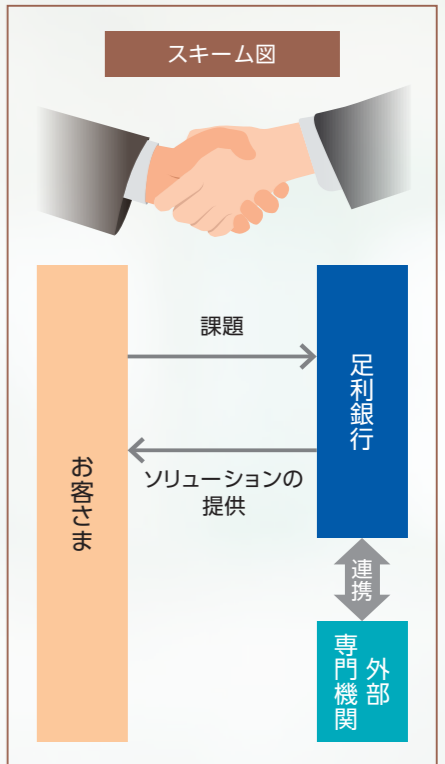 スキーム図
課題
足利銀行
お客さま
ソリューションの
提供
連携
外部
専門機関